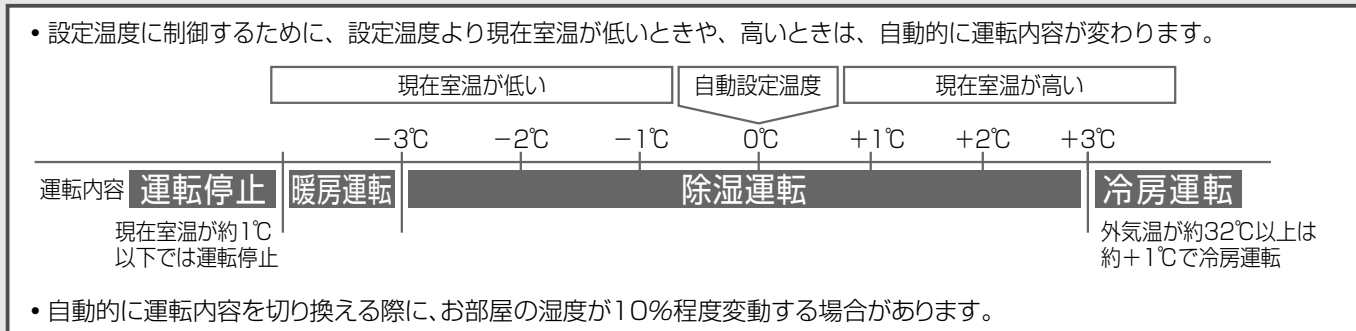 •設定温度に制御するために、設定温度より現在室温が低いときや、高いときは、自動的に運転内容が変わります。
現在室温が低い 自動設定温度 現在室温が高い
－3℃ －2℃ －1℃ 0℃ ＋1℃ ＋2℃ ＋3℃
運転内容 運転停止 暖房運転 除湿運転 冷房運転
現在室温が約1℃ 外気温が約32℃以上は
以下では運転停止 約＋1℃で冷房運転
•自動的に運転内容を切り換える際に、お部屋の湿度が10%程度変動する場合があります。